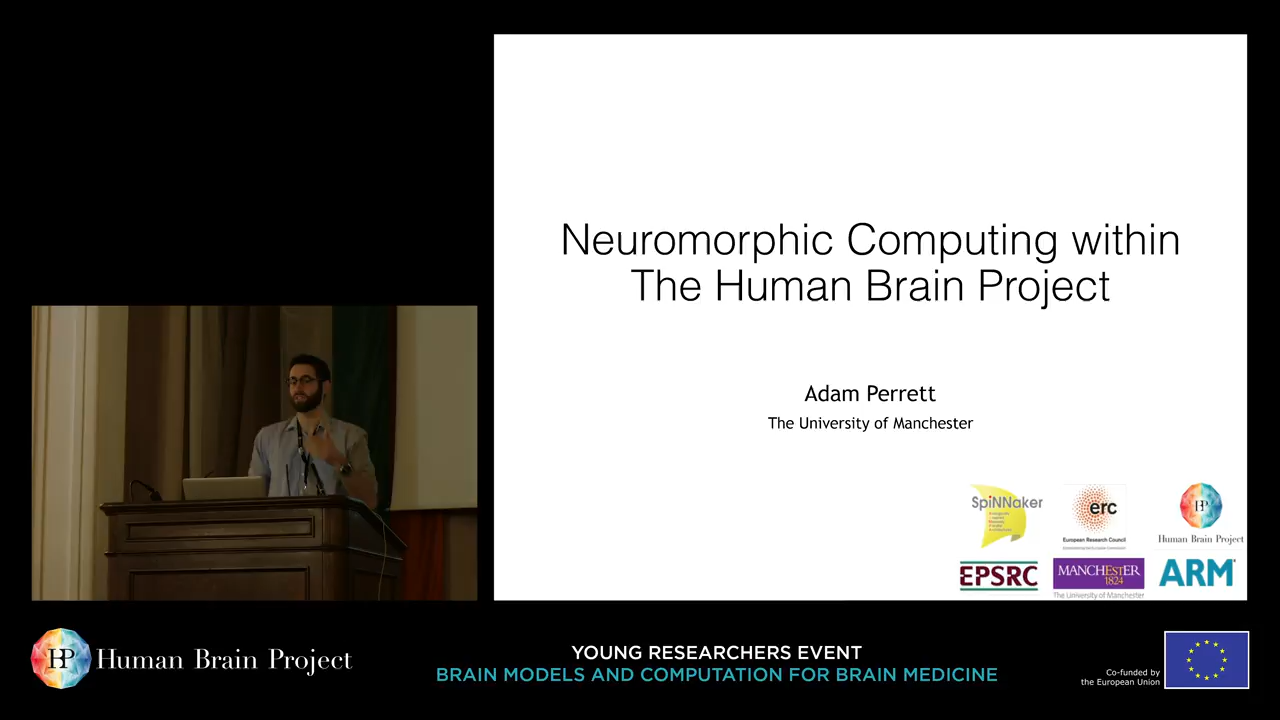 Neuromorphic Computing within
The Human Brain Project
Adam Perrett
The University of Manchester
SpiNNaker
erc
European Research Council
HP
Human Brain Project
EPSRC
MANCHESTER
1824
The University of Manchester
ARM
HP Human Brain Project
YOUNG RESEARCHERS EVENT
BRAIN MODELS AND COMPUTATION FOR BRAIN MEDICINE
Co-funded by
the European Union